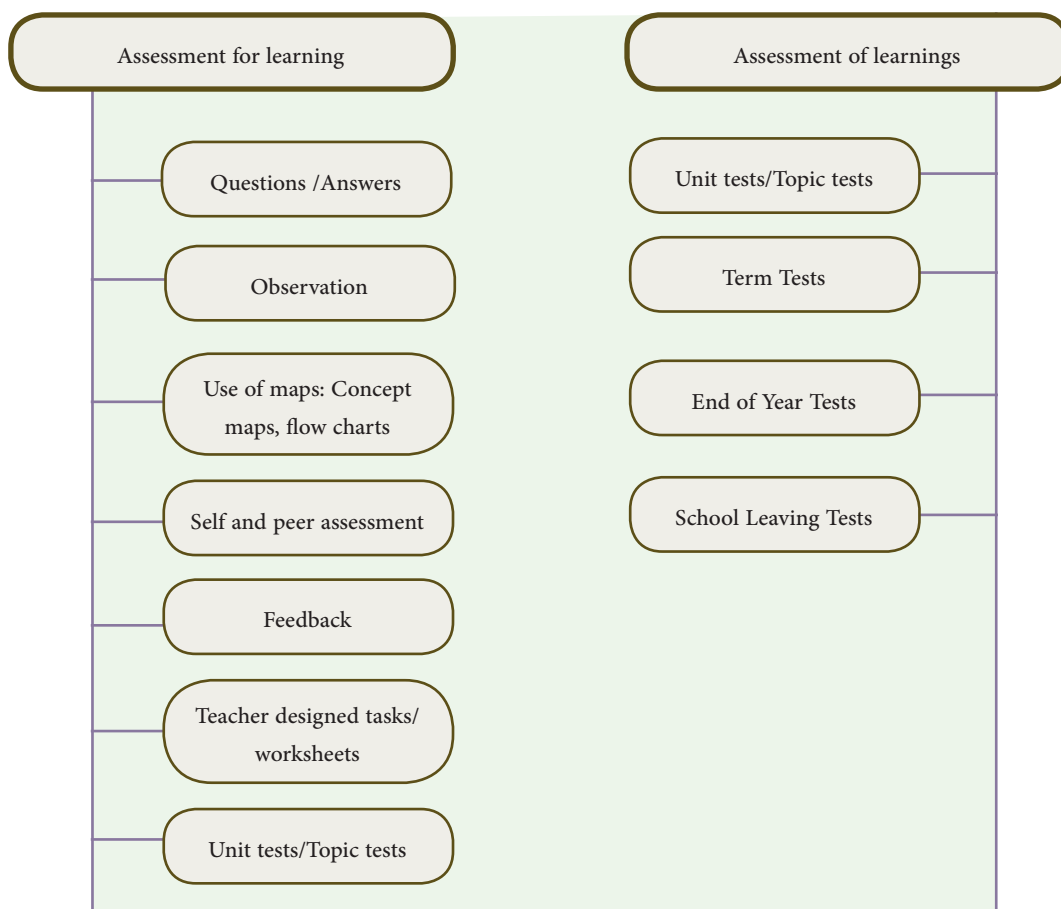 Assessment for learning
Questions /Answers
Observation
Use of maps: Concept
maps, flow charts
Self and peer assessment
Feedback
Teacher designed tasks/
worksheets
Unit tests/Topic tests
Assessment of learnings
Unit tests/Topic tests
Term Tests
End of Year Tests
School Leaving Tests